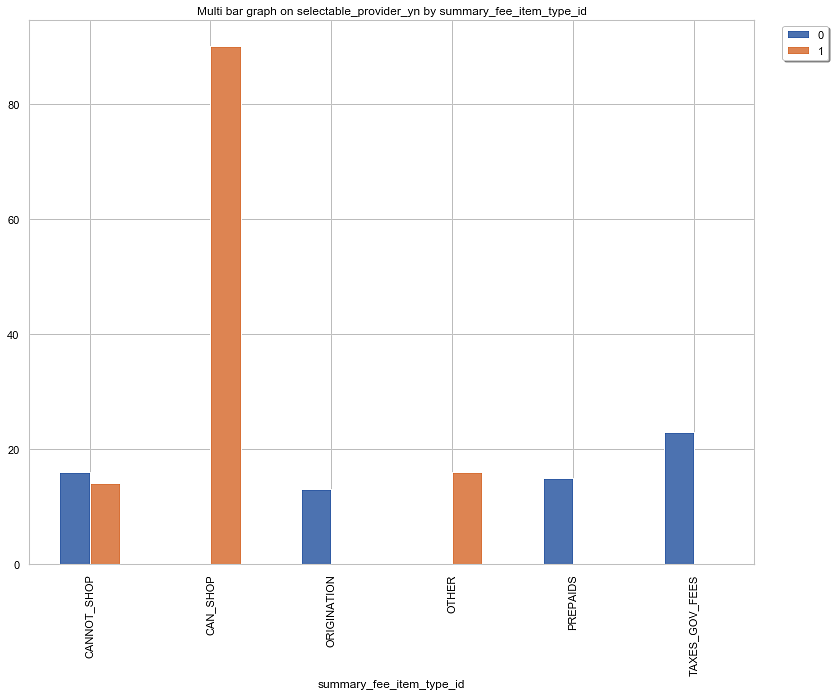 Multi bar graph on selectable_provider_yn by summary_fee_item_type_id
0
1
80
60
40
20
0
CANNOT_SHOP
CAN_SHOP
ORIGINATION
OTHER
PREPAIDS
TAXES_GOV_FEES
summary_fee_item_type_id